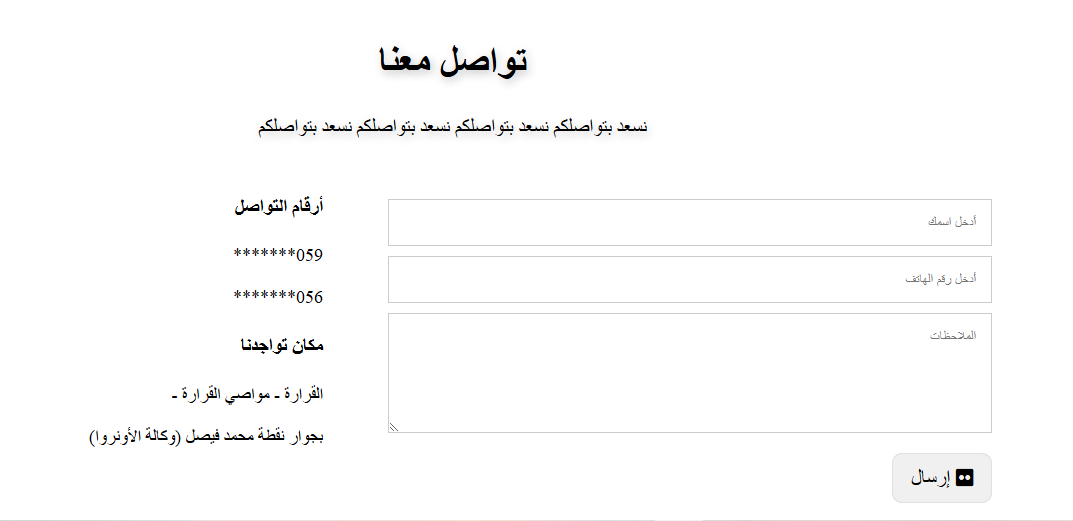 تواصل معنا
نسعد بتواصلكم نسعد بتواصلكم نسعد بتواصلكم نسعد بتواصلكم
أدخل اسمك
أدخل رقم الهاتف
الملاحظات
إرسال
أرقام التواصل
059*******
056*******
مكان تواجدنا
القرارة - مواصي القرارة -
بجوار نقطة محمد فيصل (وكالة الأونروا)